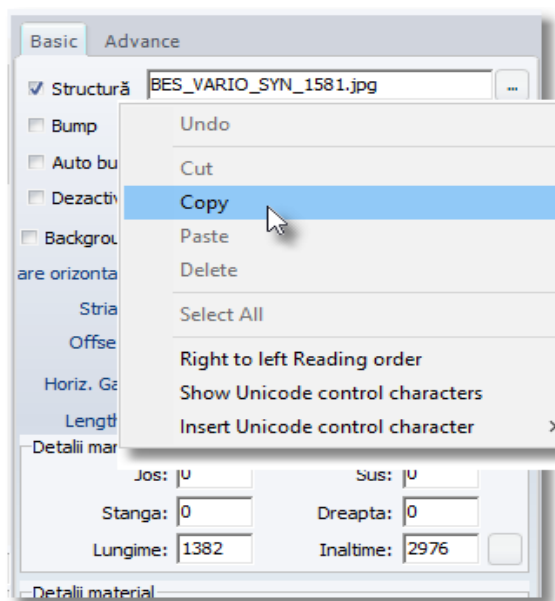 Basic Advance
Structură BES_VARIO_SYN_1581.jpg ...
Bump
Undo
Auto bu
Cut
Dezactiv
Copy
Backgrou
Paste
Delete
are orizonta
Stria
Select All
Offse
Right to left Reading order
Horiz. Ga
Show Unicode control characters
Length
Insert Unicode control character
Detalii mar
Jos: 0 Sus: 0
Stanga: 0 Dreapta: 0
Lungime: 1382 Inaltime: 2976
Detalii material